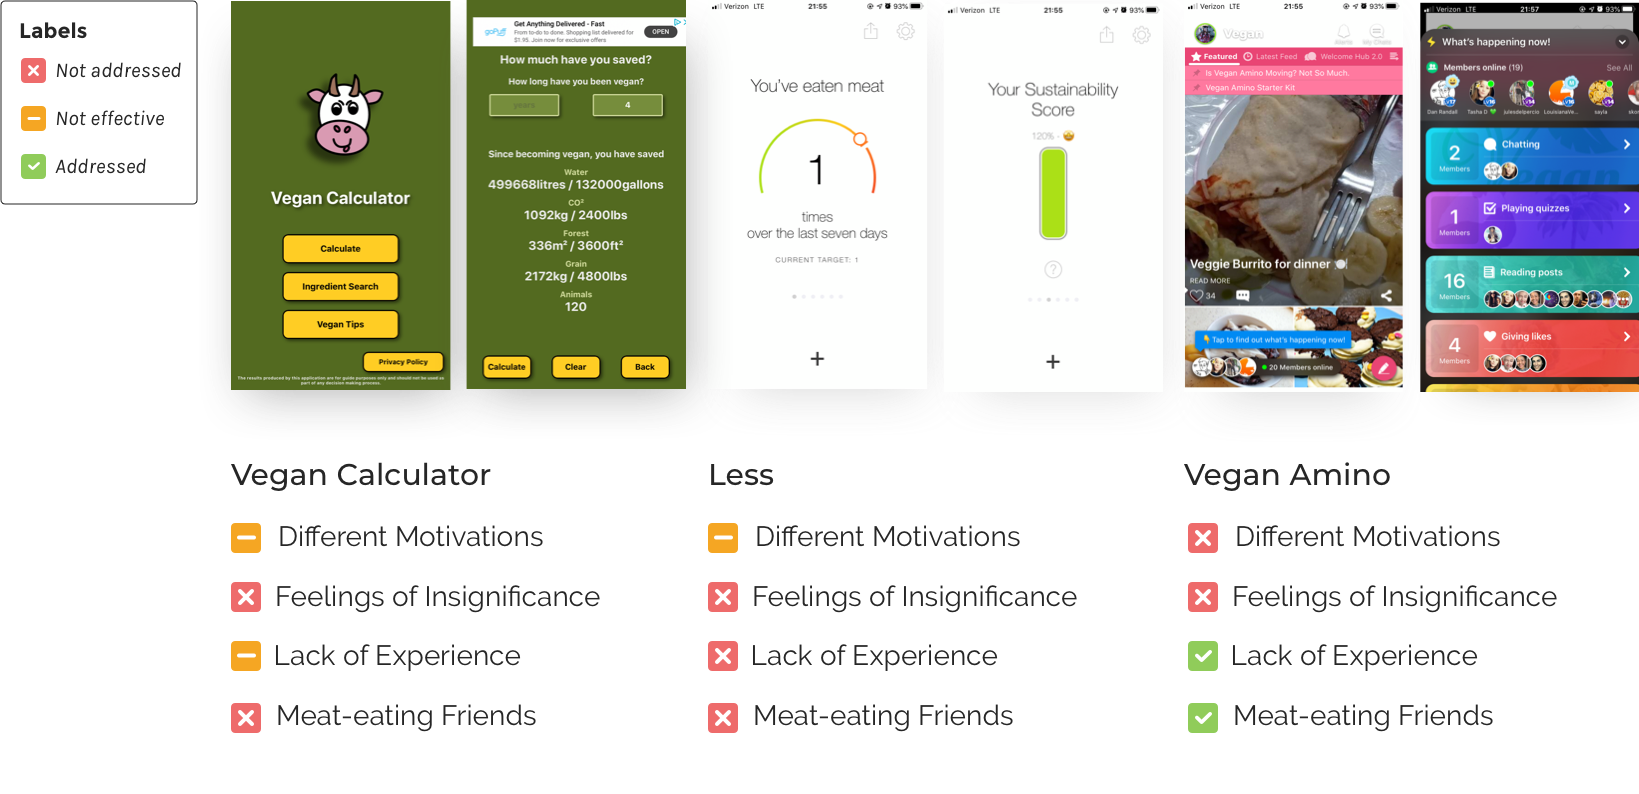 Labels
Not addressed
Not effective
Addressed
Vegan Calculator
Calculate
Ingredient Search
Vegan Tips
Privacy Policy
The results produced by this application are for guide purposes only and should not be used as
part of any decision making process.
Get Anything Delivered - Fast
From to-do to done. Shopping list delivered for
$1.95. Join now for exclusive offers
OPEN
How much have you saved?
How long have you been vegan?
years
4
Since becoming vegan, you have saved
Water
499668litres / 132000gallons
CO²
1092kg / 2400lbs
Forest
336m² / 3600ft²
Grain
2172kg / 4800lbs
Animals
120
Calculate
Clear
Back
Verizon LTE
21:55
93%
You've eaten meat
1
times
over the last seven days
CURRENT TARGET: 1
+
Verizon LTE
21:55
93%
Your Sustainability
Score
120% -
?
+
Verizon LTE
21:55
93%
Vegan
Alerts
My Chats
Featured
Latest Feed
Welcome Hub 2.0
Is Vegan Amino Moving? Not So Much.
Vegan Amino Starter Kit
Veggie Burrito for dinner
READ MORE
34
Tap to find out what's happening now!
20 Members online
Verizon LTE
21:57
93%
What's happening now!
Members online (19)
See All
Dan Randall
Tasha D
julesdelpercio
LouisianaVe...
sayla
2
Members
Chatting
1
Members
Playing quizzes
16
Members
Reading posts
4
Members
Giving likes
Vegan Calculator
Different Motivations
Feelings of Insignificance
Lack of Experience
Meat-eating Friends
Less
Different Motivations
Feelings of Insignificance
Lack of Experience
Meat-eating Friends
Vegan Amino
Different Motivations
Feelings of Insignificance
Lack of Experience
Meat-eating Friends